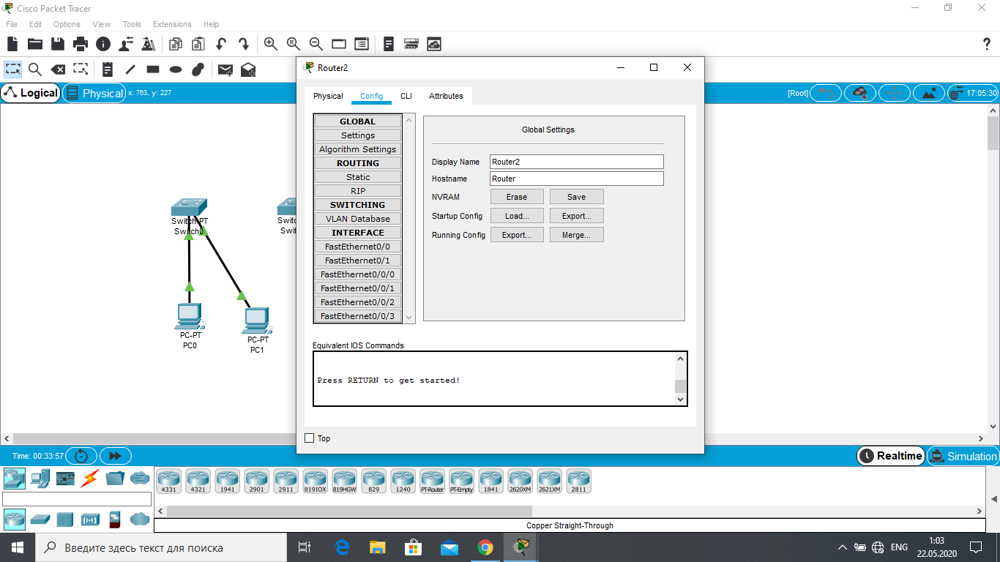 Cisco Packet Tracer
File Edit Options View Tools Extensions Help
Router2
Logical Physical x: 763, y: 227
[Root] 17:05:30
Physical Config CLI Attributes
GLOBAL
Settings
Algorithm Settings
ROUTING
Static
RIP
SWITCHING
VLAN Database
INTERFACE
FastEthernet0/0
FastEthernet0/1
FastEthernet0/0/0
FastEthernet0/0/1
FastEthernet0/0/2
FastEthernet0/0/3
Global Settings
Display Name Router2
Hostname Router
NVRAM Erase Save
Startup Config Load... Export...
Running Config Export... Merge...
Equivalent IOS Commands
Press RETURN to get started!
Top
Switch-PT
Switch0
PC-PT
PC0
PC-PT
PC1
Time: 00:33:57
Realtime Simulation
4331 4321 1941 2901 2911 819IOX 819HGW 829 1240 PT-Router PT-Empty 1841 2620XM 2621XM 2811
Copper Straight-Through
Введите здесь текст для поиска
ENG
1:03
22.05.2020